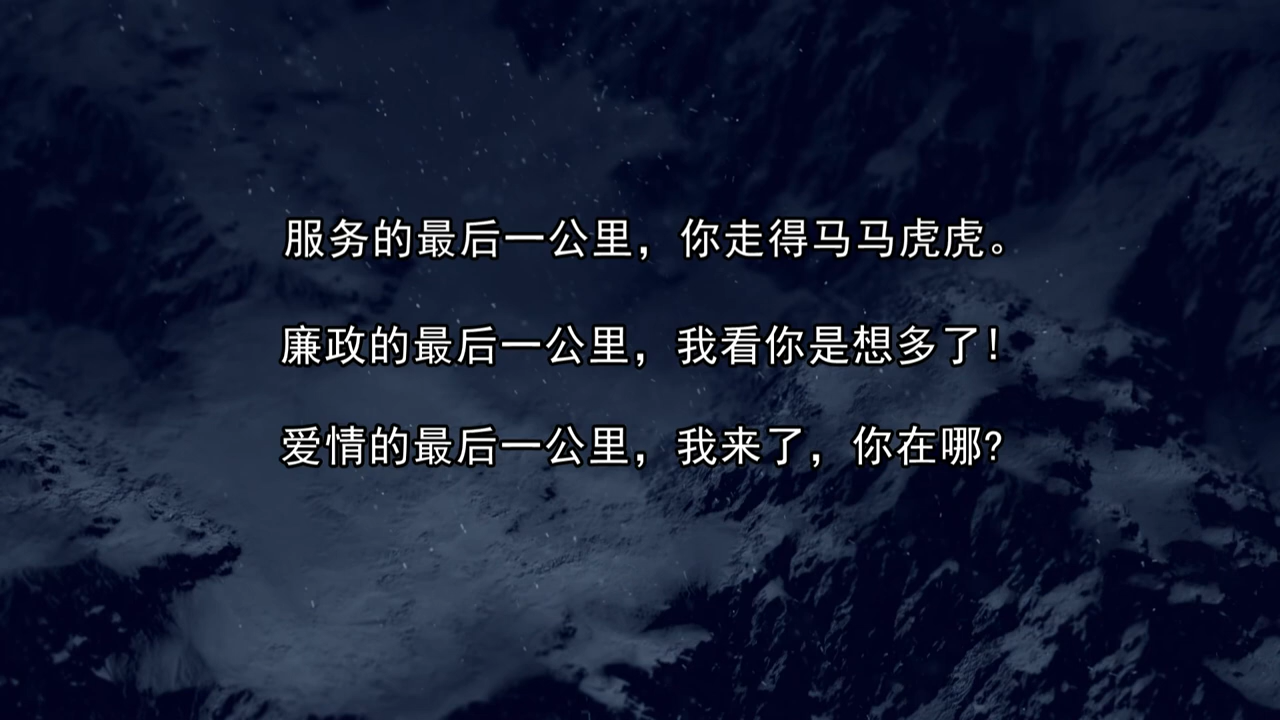 服务的最后一公里，你走得马马虎虎。
廉政的最后一公里，我看你是想多了！
爱情的最后一公里，我来了，你在哪？